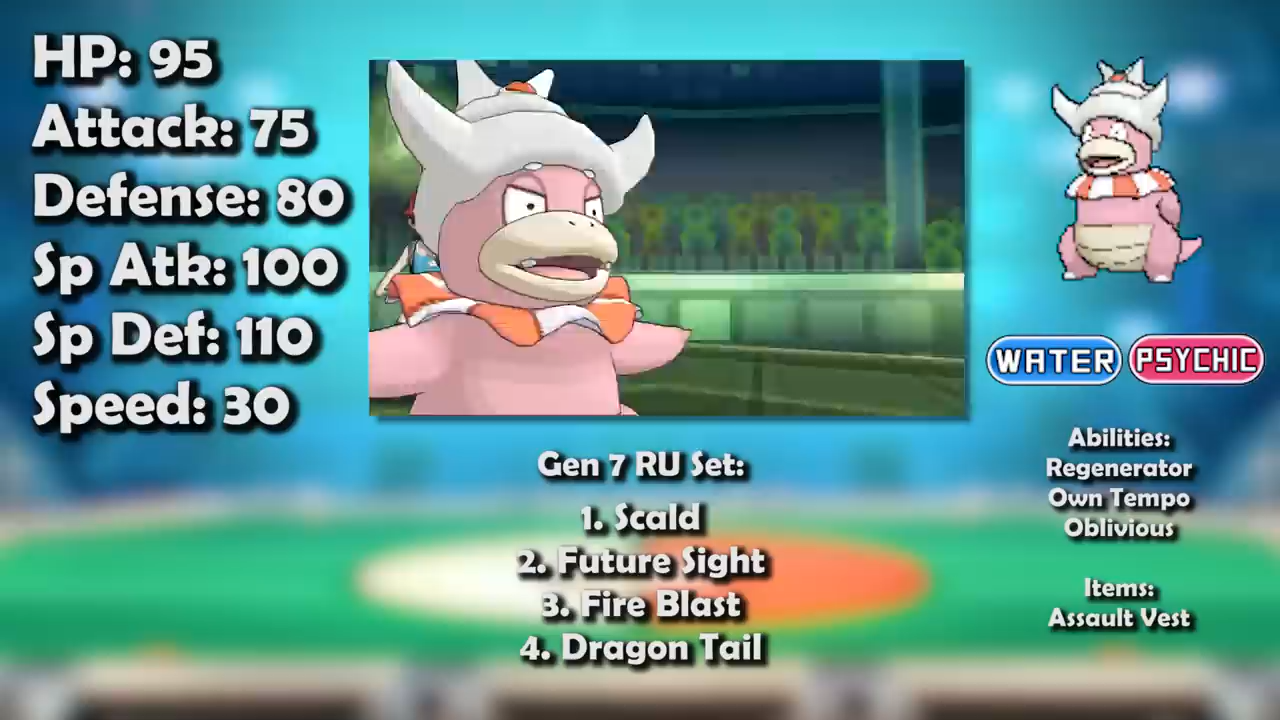 HP: 95
Attack: 75
Defense: 80
Sp Atk: 100
Sp Def: 110
Speed: 30
WATER PSYCHIC
Gen 7 RU Set:
1. Scald
2. Future Sight
3. Fire Blast
4. Dragon Tail
Abilities:
Regenerator
Own Tempo
Oblivious
Items:
Assault Vest